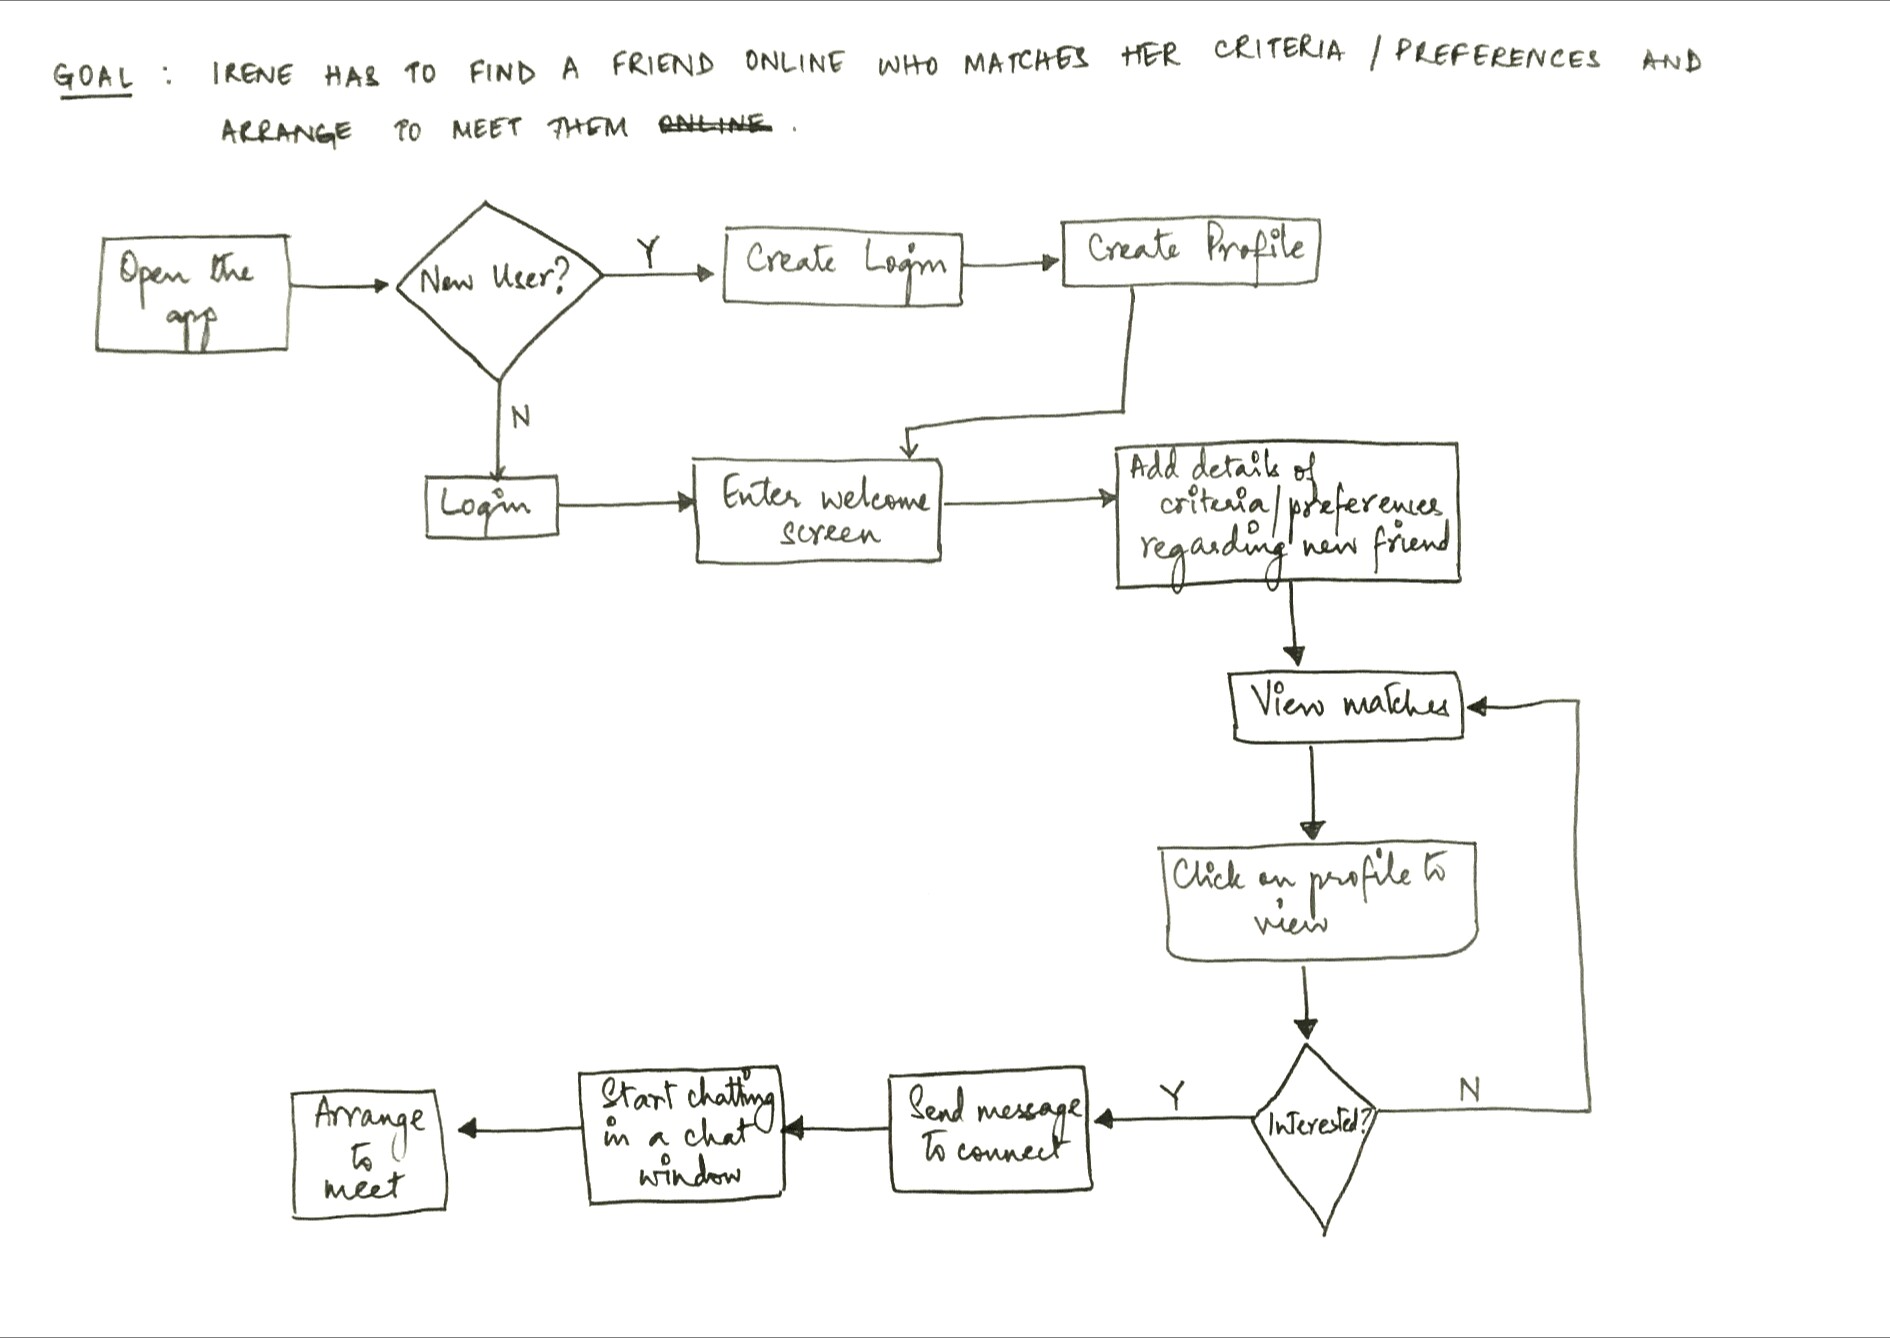 GOAL : IRENE HAS TO FIND A FRIEND ONLINE WHO MATCHES HER CRITERIA / PREFERENCES AND
ARRANGE TO MEET THEM ONLINE .
Open the
app
New User?
Y
Create Login
Create Profile
N
Login
Enter welcome
screen
Add details of
criteria/preferences
regarding new friend
View matches
Click on profile to
view
Interested?
N
Y
Send message
to connect
Start chatting
in a chat
window
Arrange
to
meet